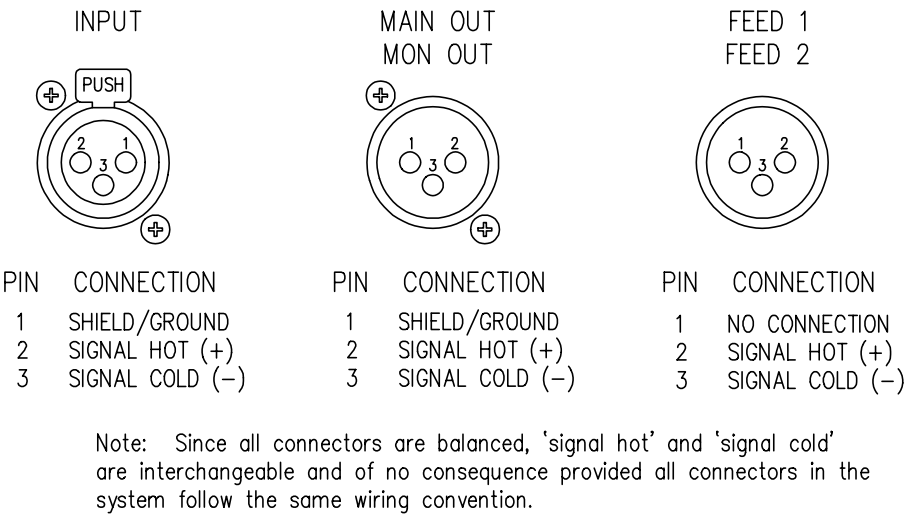 INPUT
PUSH
2 1
3
PIN CONNECTION
1 SHIELD/GROUND
2 SIGNAL HOT (+)
3 SIGNAL COLD (−)
MAIN OUT
MON OUT
1 2
3
PIN CONNECTION
1 SHIELD/GROUND
2 SIGNAL HOT (+)
3 SIGNAL COLD (−)
FEED 1
FEED 2
1 2
3
PIN CONNECTION
1 NO CONNECTION
2 SIGNAL HOT (+)
3 SIGNAL COLD (−)
Note: Since all connectors are balanced, ‘signal hot’ and ‘signal cold’
are interchangeable and of no consequence provided all connectors in the
system follow the same wiring convention.